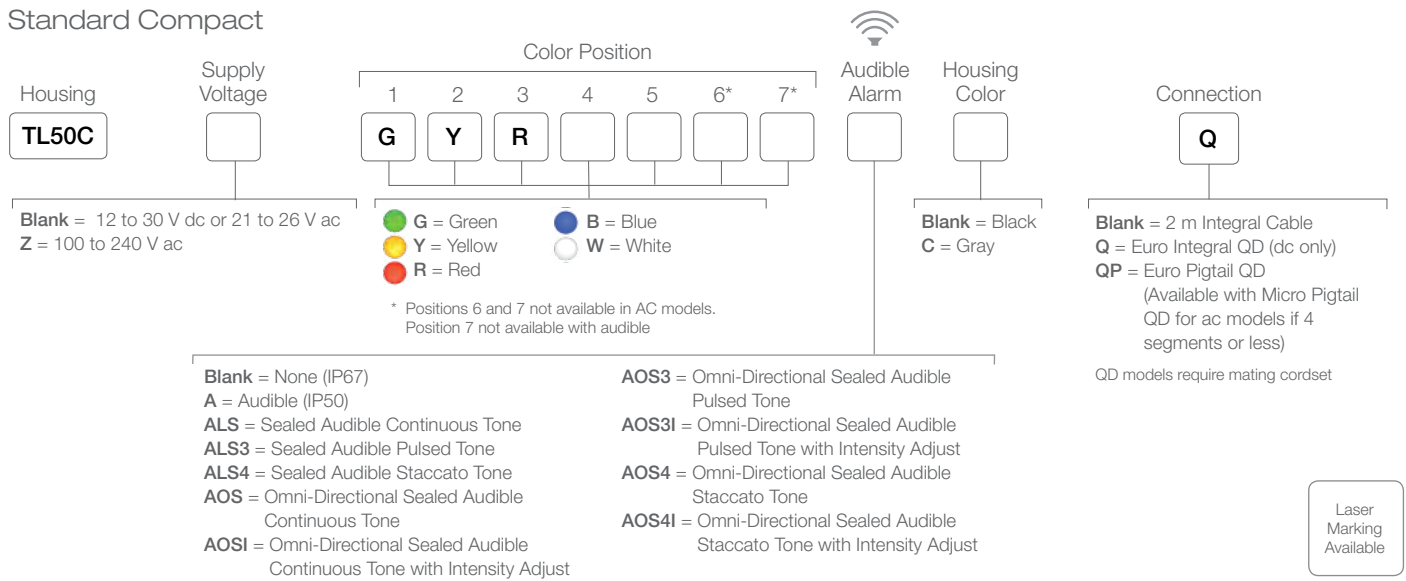 Standard Compact
Color Position
Supply
Voltage
Audible
Alarm
Housing
Color
Housing
1 2 3 4 5 6* 7*
Connection
TL50C
G Y R
Q
Blank = 12 to 30 V dc or 21 to 26 V ac
Z = 100 to 240 V ac
G = Green
Y = Yellow
R = Red
B = Blue
W = White
* Positions 6 and 7 not available in AC models.
Position 7 not available with audible
Blank = Black
C = Gray
Blank = 2 m Integral Cable
Q = Euro Integral QD (dc only)
QP = Euro Pigtail QD
(Available with Micro Pigtail
QD for ac models if 4
segments or less)
QD models require mating cordset
Blank = None (IP67)
A = Audible (IP50)
ALS = Sealed Audible Continuous Tone
ALS3 = Sealed Audible Pulsed Tone
ALS4 = Sealed Audible Staccato Tone
AOS = Omni-Directional Sealed Audible
Continuous Tone
AOSI = Omni-Directional Sealed Audible
Continuous Tone with Intensity Adjust
AOS3 = Omni-Directional Sealed Audible
Pulsed Tone
AOS3I = Omni-Directional Sealed Audible
Pulsed Tone with Intensity Adjust
AOS4 = Omni-Directional Sealed Audible
Staccato Tone
AOS4I = Omni-Directional Sealed Audible
Staccato Tone with Intensity Adjust
Laser
Marking
Available